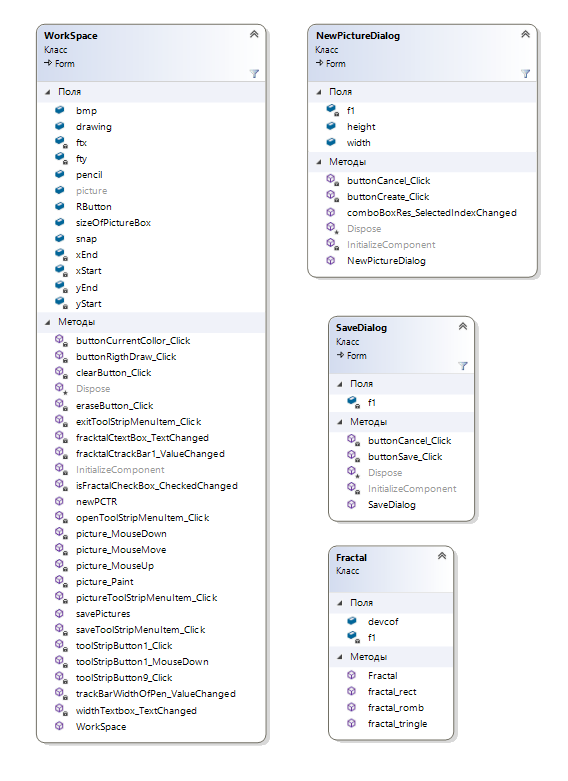 WorkSpace
Класс
Form
Поля
bmp
drawing
ftx
fty
pencil
picture
RButton
sizeOfPictureBox
snap
xEnd
xStart
yEnd
yStart
Методы
buttonCurrentCollor_Click
buttonRigthDraw_Click
clearButton_Click
Dispose
eraseButton_Click
exitToolStripMenuItem_Click
fracktalCtextBox_TextChanged
fracktalCtrackBar1_ValueChanged
InitializeComponent
isFractalCheckBox_CheckedChanged
newPCTR
openToolStripMenuItem_Click
picture_MouseDown
picture_MouseMove
picture_MouseUp
picture_Paint
pictureToolStripMenuItem_Click
savePictures
saveToolStripMenuItem_Click
toolStripButton1_Click
toolStripButton1_MouseDown
toolStripButton9_Click
trackBarWidthOfPen_ValueChanged
widthTextbox_TextChanged
WorkSpace
NewPictureDialog
Класс
Form
Поля
f1
height
width
Методы
buttonCancel_Click
buttonCreate_Click
comboBoxRes_SelectedIndexChanged
Dispose
InitializeComponent
NewPictureDialog
SaveDialog
Класс
Form
Поля
f1
Методы
buttonCancel_Click
buttonSave_Click
Dispose
InitializeComponent
SaveDialog
Fractal
Класс
Поля
devcof
f1
Методы
Fractal
fractal_rect
fractal_romb
fractal_tringle